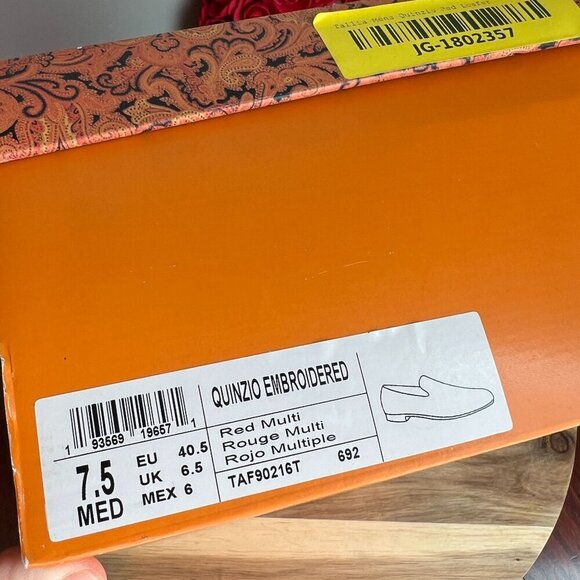 Tallia Mens Quinzio Red Loafer
JG-1802357
1 93569 19657 1
QUINZIO EMBROIDERED
7.5
MED
EU 40.5
UK 6.5
MEX 6
Red Multi
Rouge Multi
Rojo Multiple
TAF90216T 692